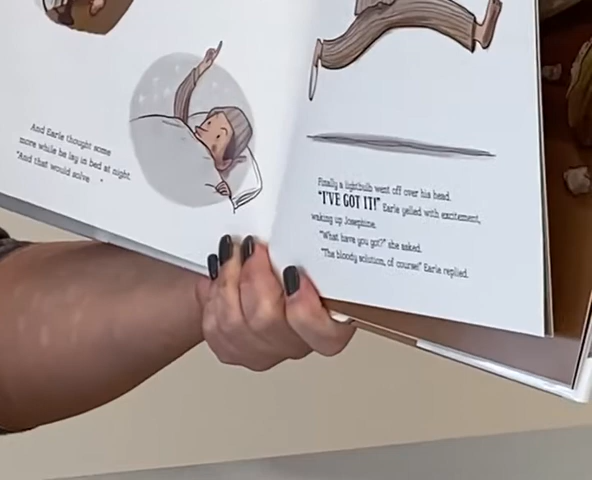 And Earle thought some
more while he lay in bed at night.
"And that would solve "
Finally a lightbulb went off over his head.
"I'VE GOT IT!" Earle yelled with excitement,
waking up Josephine.
"What have you got?" she asked.
"The bloody solution, of course!" Earle replied.